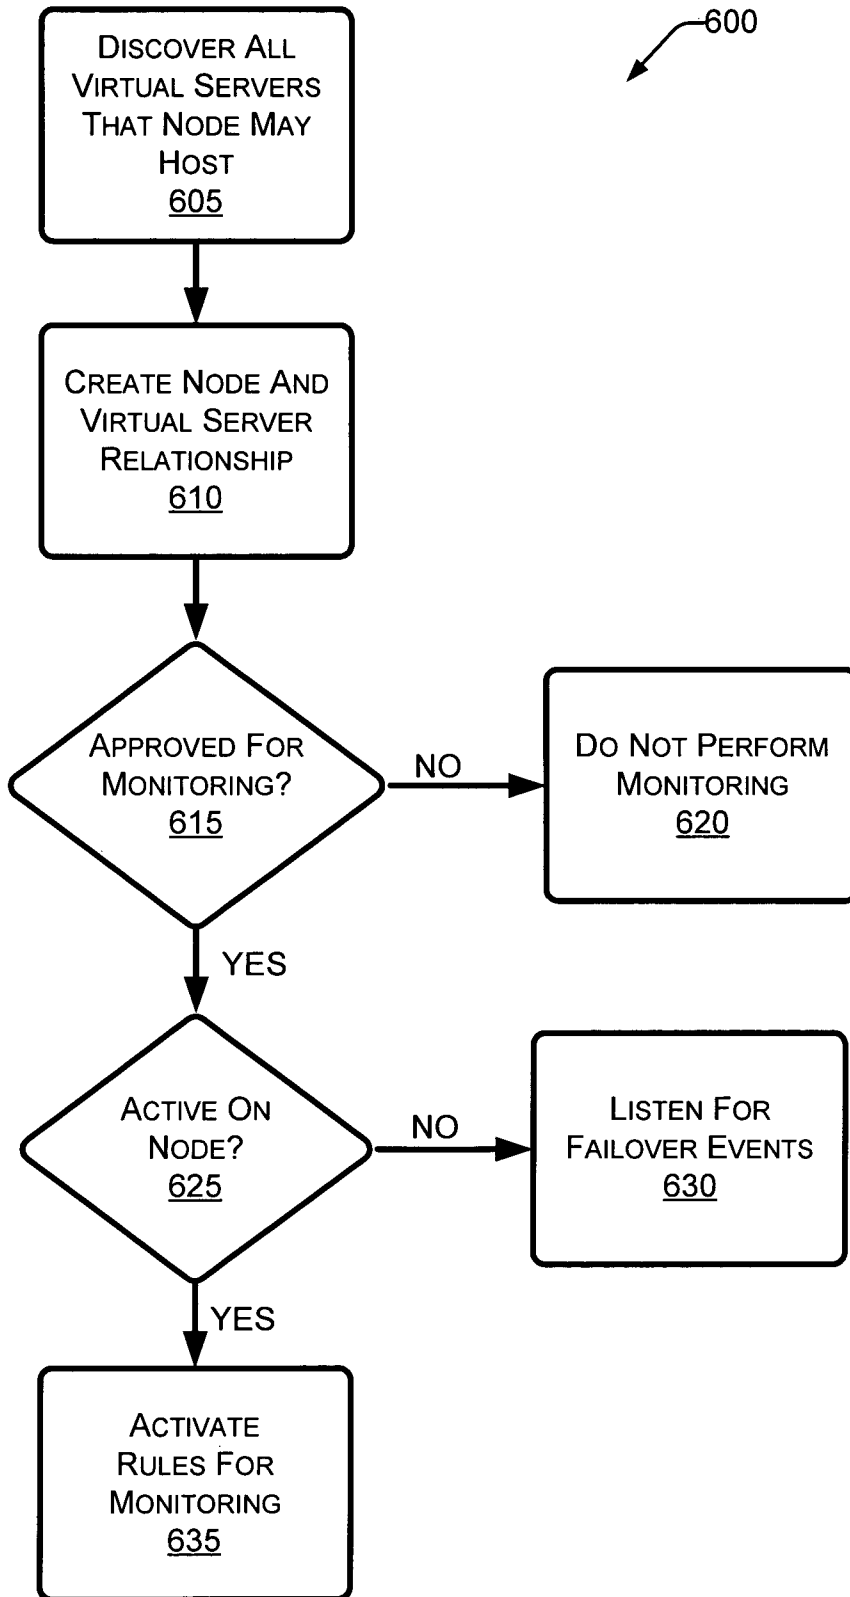 600
DISCOVER ALL
VIRTUAL SERVERS
THAT NODE MAY
HOST
605
CREATE NODE AND
VIRTUAL SERVER
RELATIONSHIP
610
APPROVED FOR
MONITORING?
615
NO
DO NOT PERFORM
MONITORING
620
YES
ACTIVE ON
NODE?
625
NO
LISTEN FOR
FAILOVER EVENTS
630
YES
ACTIVATE
RULES FOR
MONITORING
635